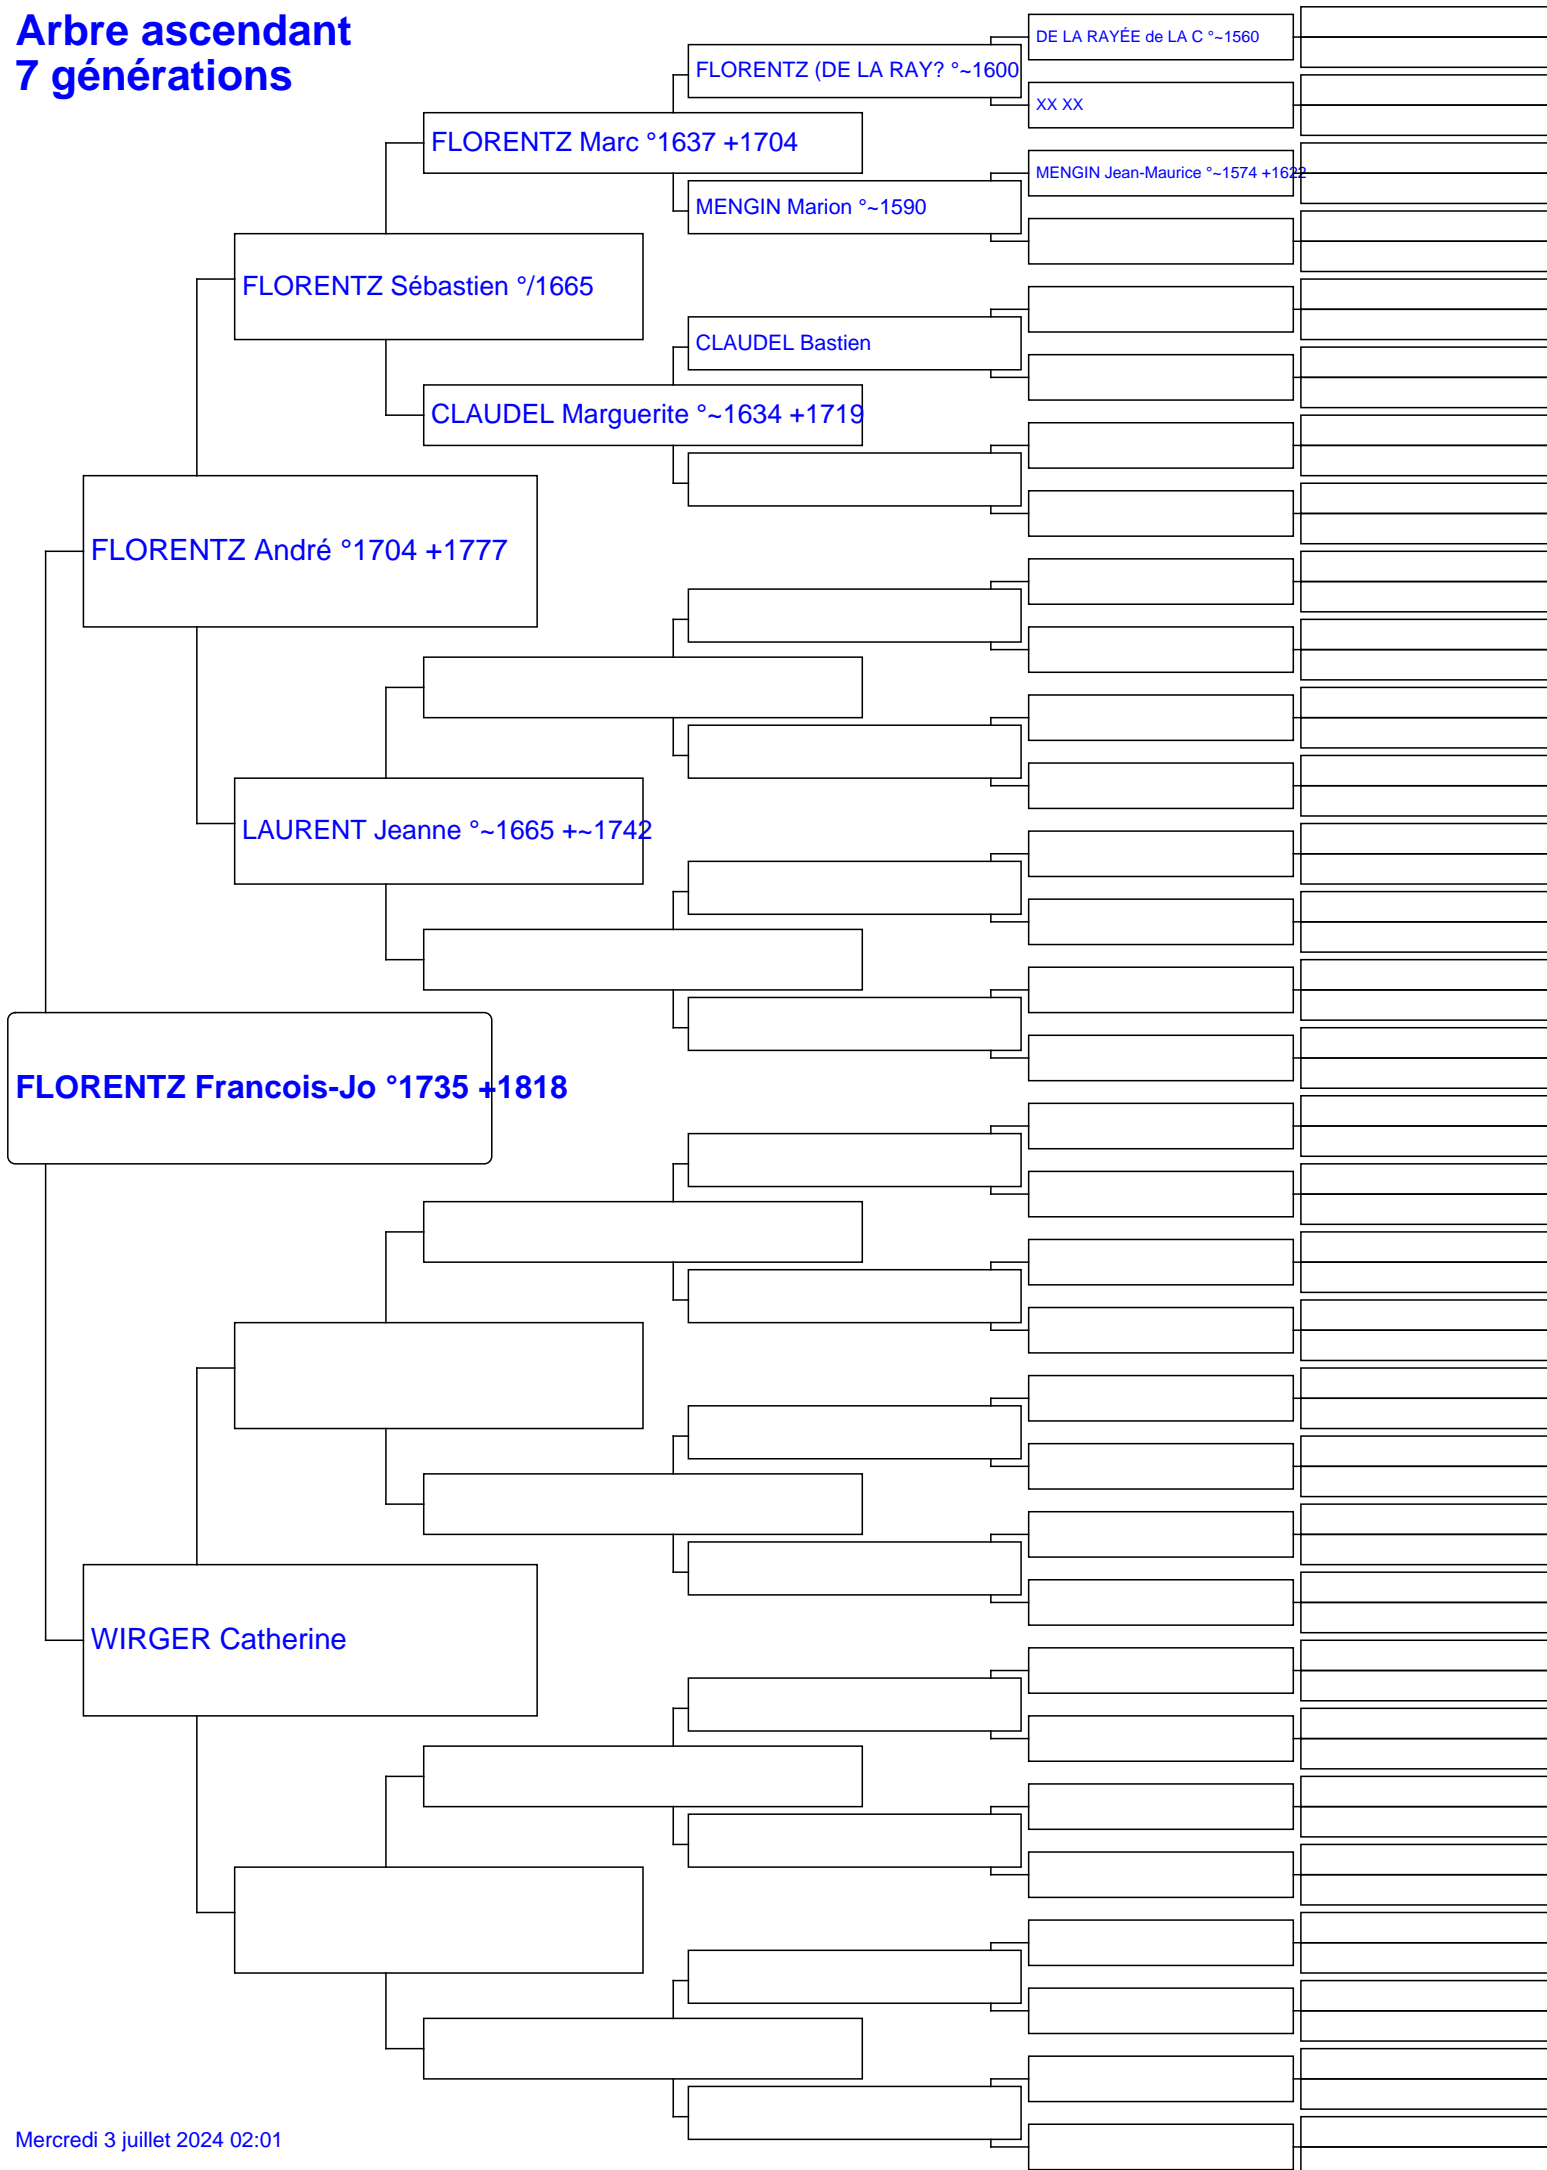 Arbre ascendant
7 générations
DE LA RAYÉE de LA C °~1560
FLORENTZ (DE LA RAY? °~1600
XX XX
FLORENTZ Marc °1637 +1704
MENGIN Jean-Maurice °~1574 +1622
MENGIN Marion °~1590
FLORENTZ Sébastien °/1665
CLAUDEL Bastien
CLAUDEL Marguerite °~1634 +1719
FLORENTZ André °1704 +1777
LAURENT Jeanne °~1665 +~1742
FLORENTZ Francois-Jo °1735 +1818
WIRGER Catherine
Mercredi 3 juillet 2024 02:01